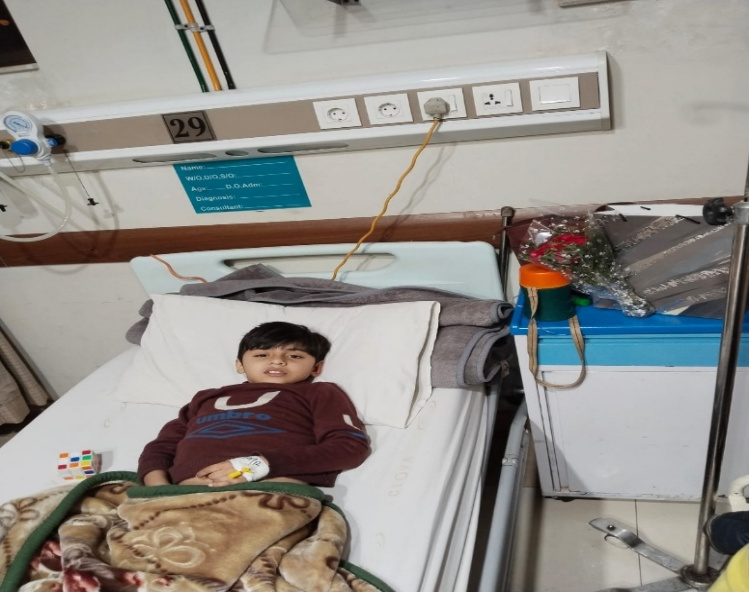 29
Name:
W/O,D/O,S/O:
Age: D.O.Adm:
Diagnosis:
Consultant:
umbro